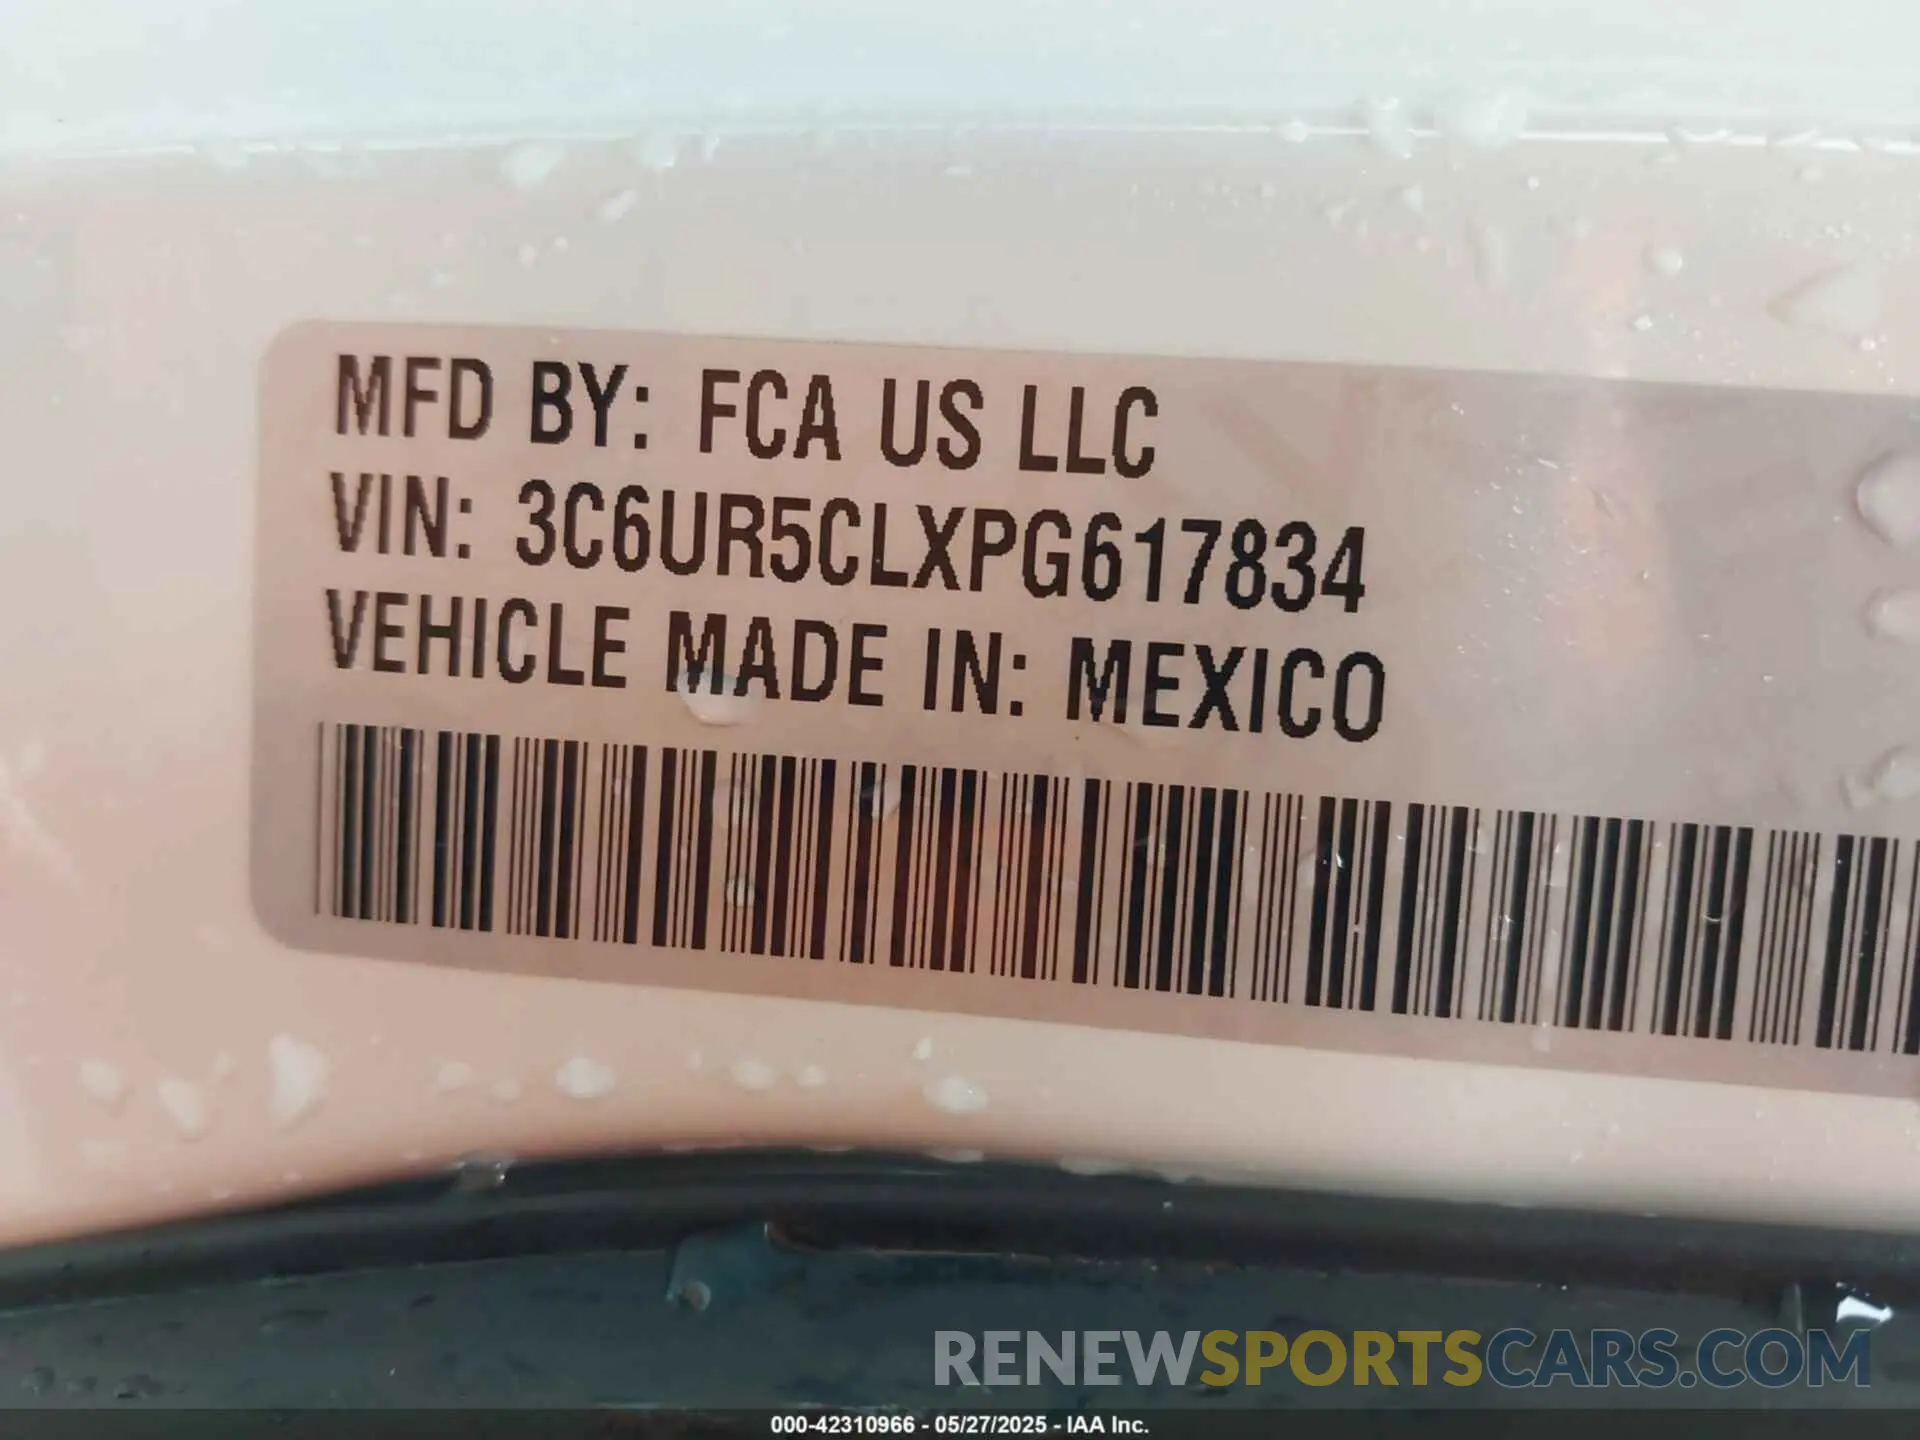 MFD BY: FCA US LLC
VIN: 3C6UR5CLXPG617834
VEHICLE MADE IN: MEXICO
RENEWSPORTSCARS.COM
000-42310966 - 05/27/2025 - IAA Inc.